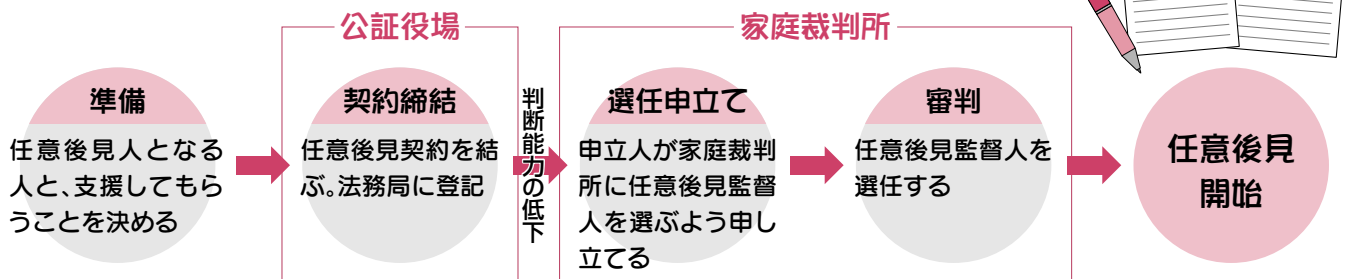 公証役場
家庭裁判所
準備
任意後見人となる
人と、支援してもら
うことを決める
契約締結
任意後見契約を結
ぶ。法務局に登記
判断能力の低下
選任申立て
申立人が家庭裁判
所に任意後見監督
人を選ぶよう申し
立てる
審判
任意後見監督人を
選任する
任意後見
開始